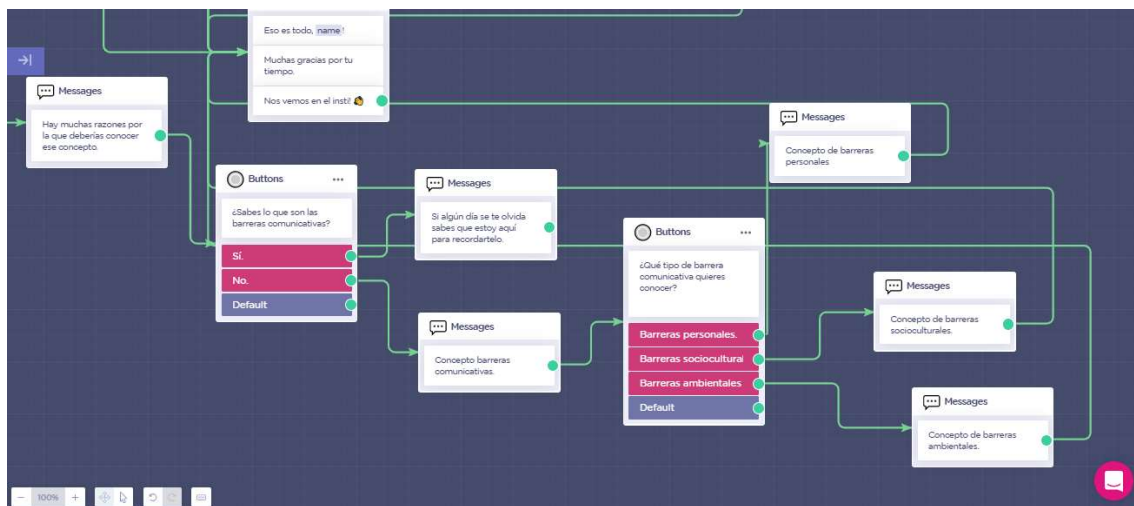 Eso es todo, name !
Muchas gracias por tu
tiempo.
Nos vemos en el insti!
Messages
Hay muchas razones por
la que deberías conocer
ese concepto.
Buttons
¿Sabes lo que son las
barreras comunicativas?
Sí.
No.
Default
Messages
Si algún día se te olvida
sabes que estoy aquí
para recordartelo.
Messages
Concepto barreras
comunicativas.
Buttons
¿Qué tipo de barrera
comunicativa quieres
conocer?
Barreras personales.
Barreras sociocultural
Barreras ambientales
Default
Messages
Concepto de barreras
personales
Messages
Concepto de barreras
socioculturales.
Messages
Concepto de barreras
ambientales.
100%